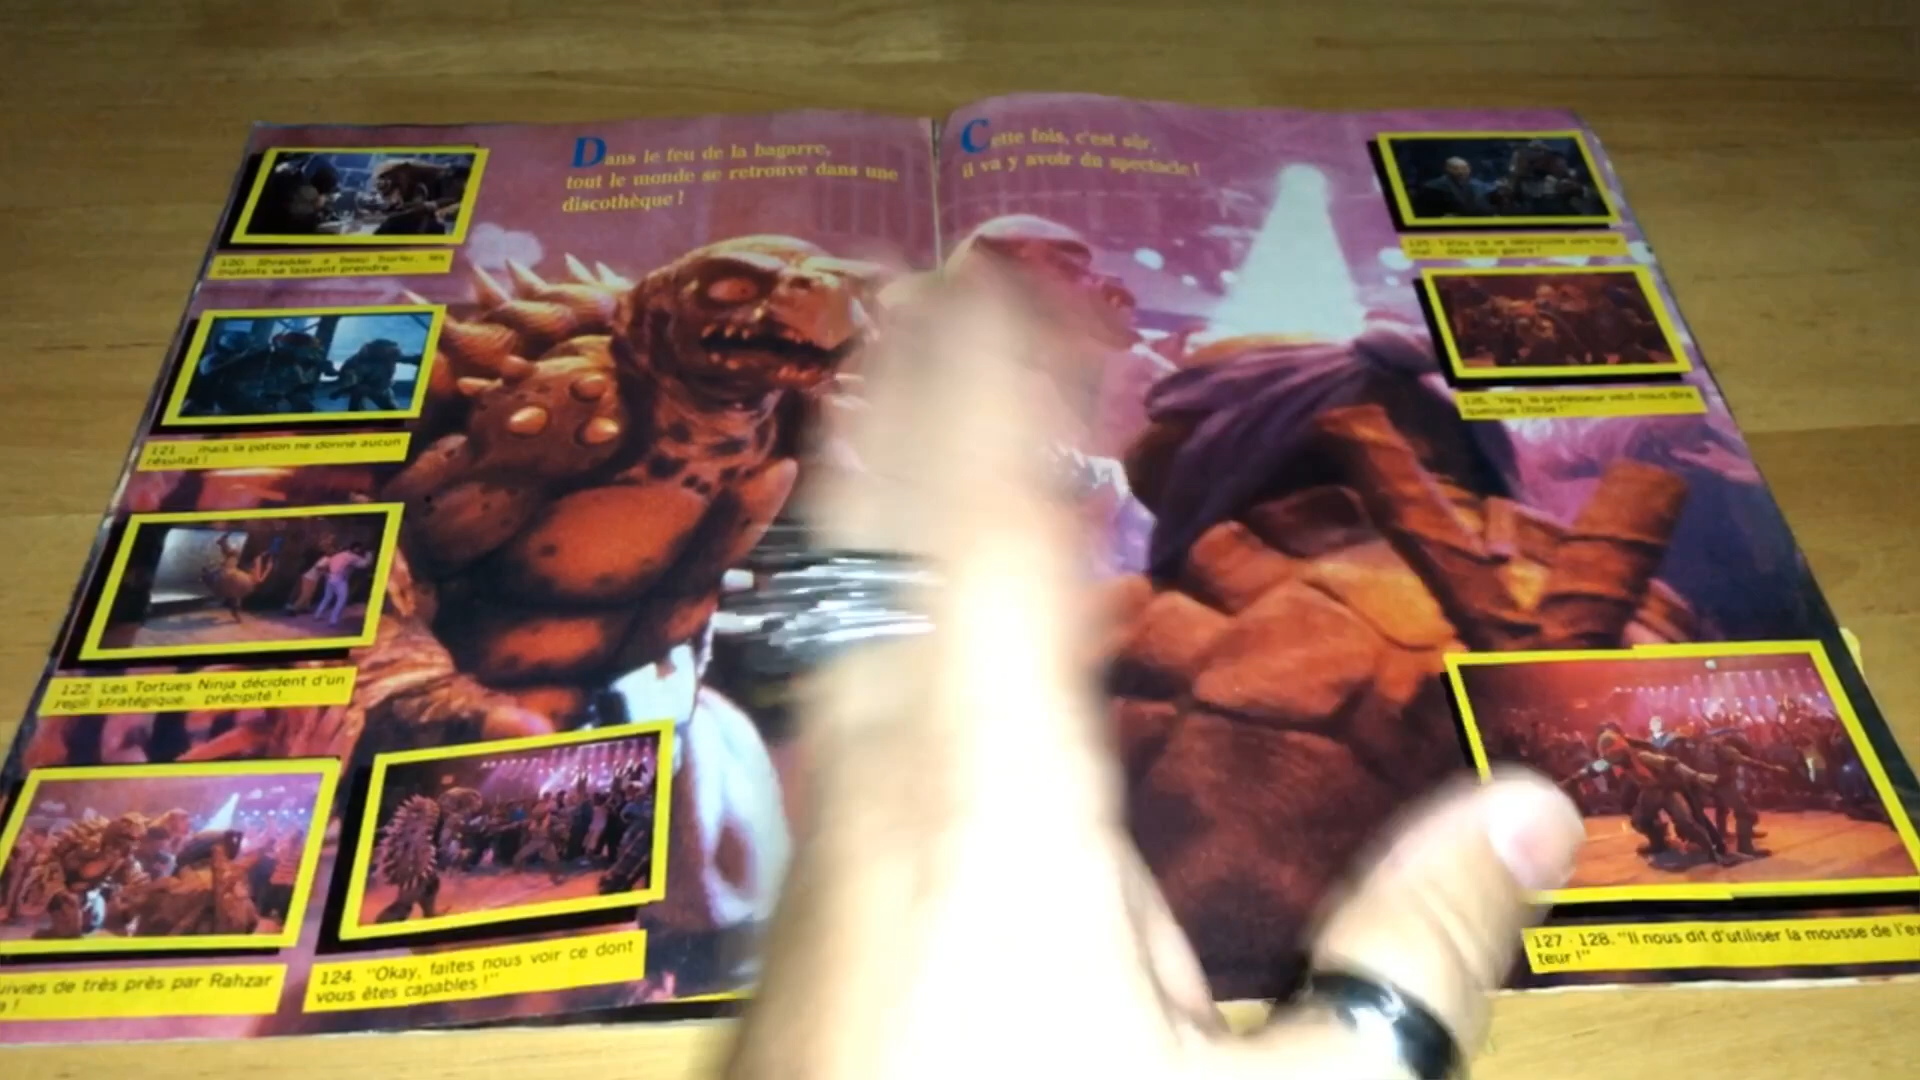 Dans le feu de la bagarre,
tout le monde se retrouve dans une
discothèque !
Cette fois, c'est sûr,
il va y avoir du spectacle !
120. Shredder a beau hurler, les
mutants se laissent prendre...
121. ...mais la potion ne donne aucun
résultat !
122. Les Tortues Ninja décident d'un
repli stratégique... précipité !
uivies de très près par Rahzar
a !
124. "Okay, faites nous voir ce dont
vous êtes capables !"
126. "Hey, le professeur veut nous dire
quelque chose !"
127 - 128. "Il nous dit d'utiliser la mousse de l'ex
teur !"